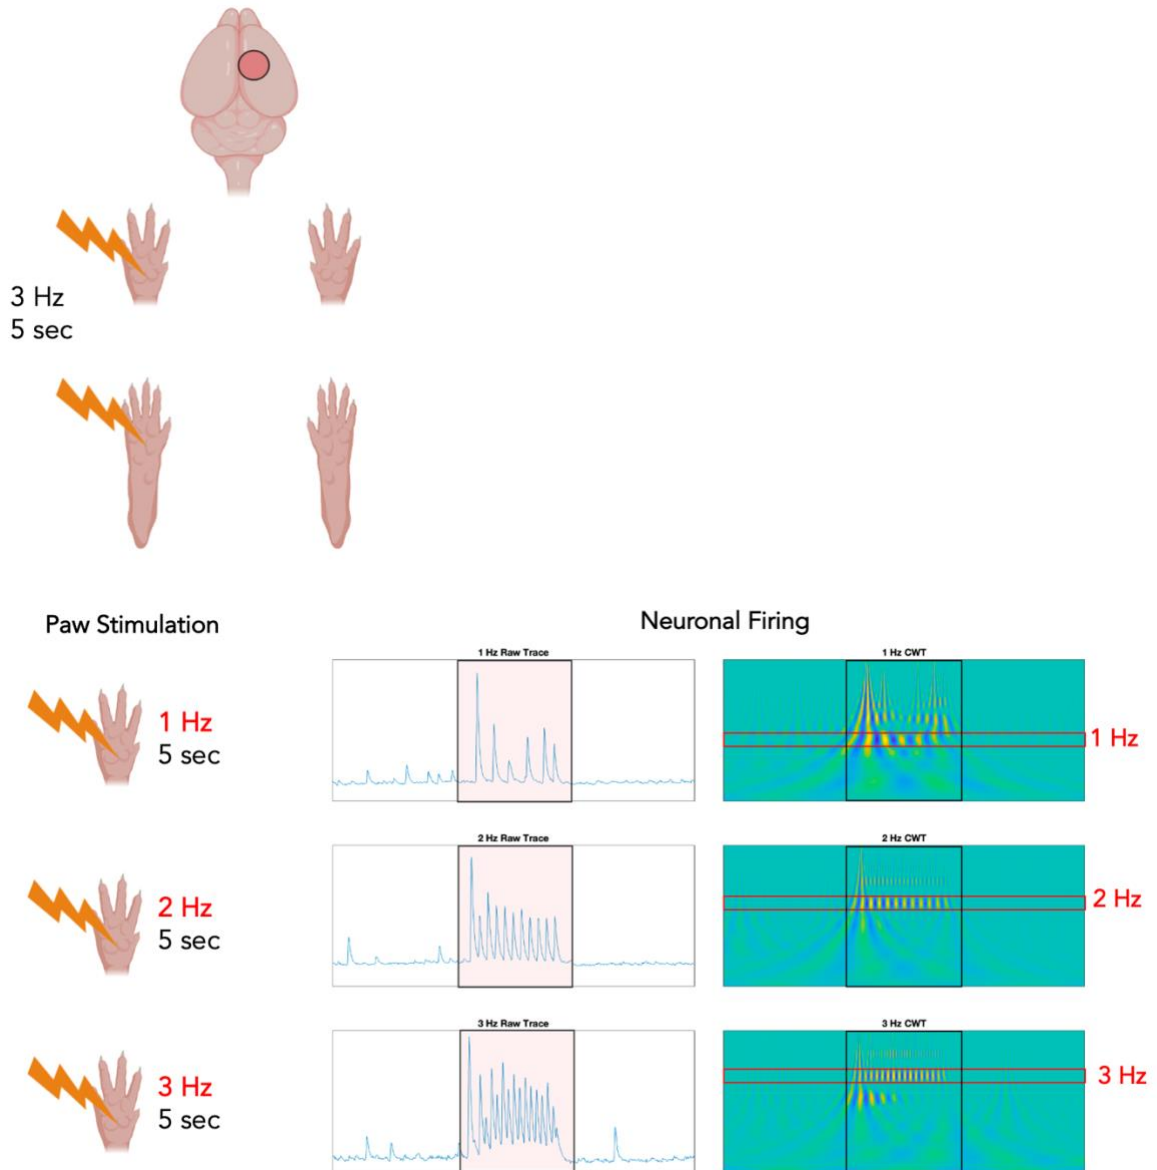 3 Hz
5 sec
Paw Stimulation
Neuronal Firing
1 Hz Raw Trace
1 Hz CWT
1 Hz
5 sec
1 Hz
2 Hz Raw Trace
2 Hz CWT
2 Hz
5 sec
2 Hz
3 Hz Raw Trace
3 Hz CWT
3 Hz
5 sec
3 Hz